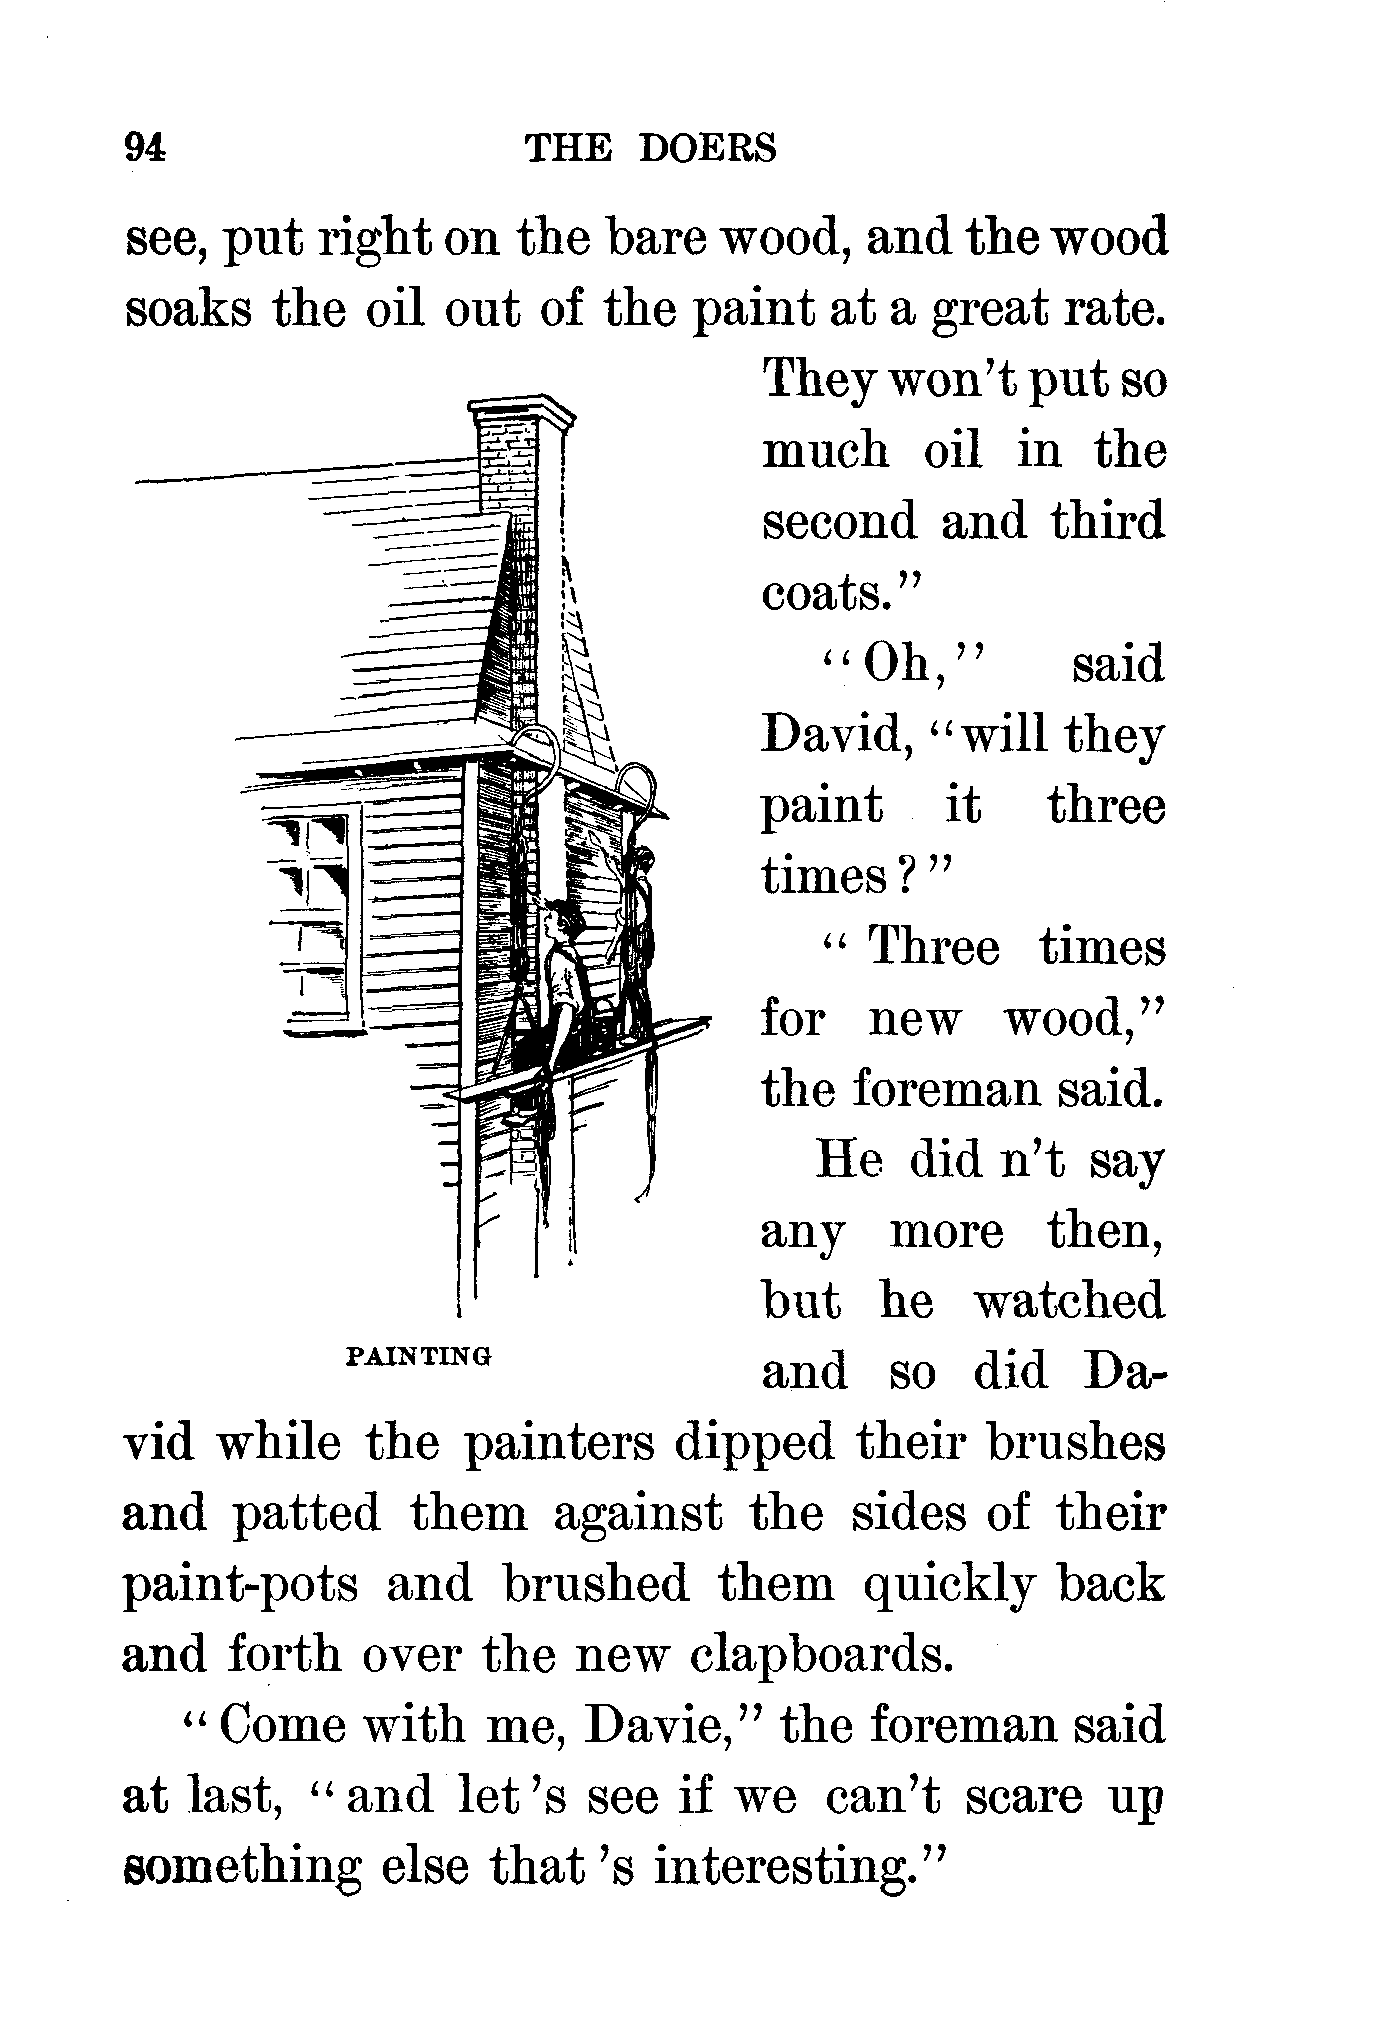 94 THE DOERS
see, put right on the bare wood, and the wood
soaks the oil out of the paint at a great rate.
They won't put so
much oil in the
second and third
coats."
"Oh," said
David, "will they
paint it three
times?"
"Three times
for new wood,"
the foreman said.
He did n't say
any more then,
but he watched
and so did Da-
PAINTING
vid while the painters dipped their brushes
and patted them against the sides of their
paint-pots and brushed them quickly back
and forth over the new clapboards.
"Come with me, Davie," the foreman said
at last, "and let 's see if we can't scare up
something else that 's interesting."